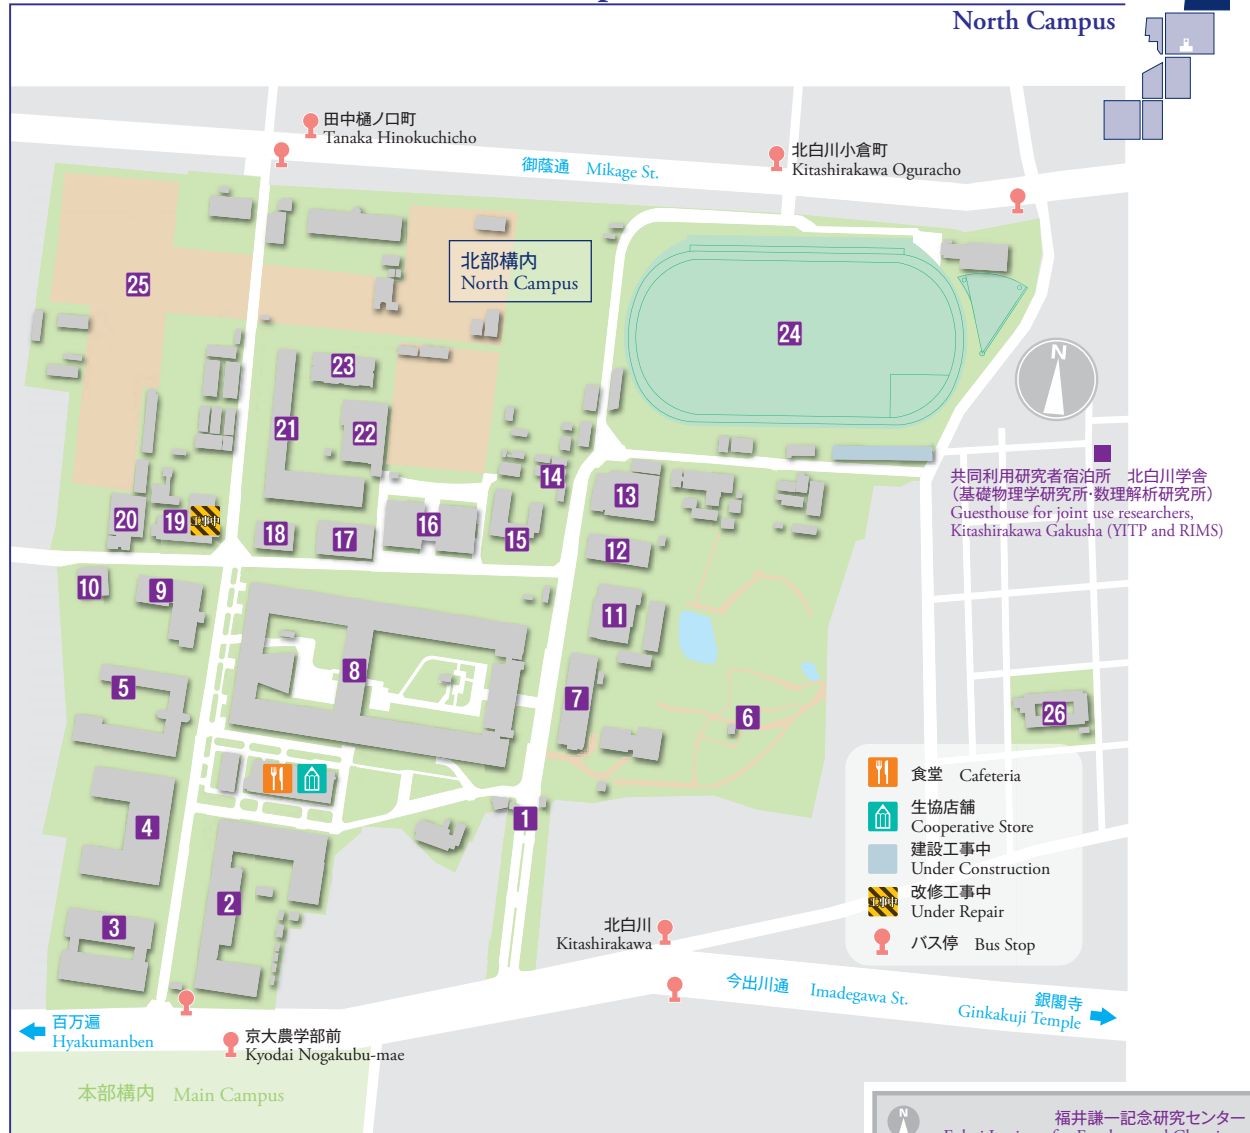 North Campus
田中樋ノ口町
Tanaka Hinokuchicho
御蔭通 Mikage St.
北白川小倉町
Kitashirakawa Oguracho
北部構内
North Campus
25
24
N
23
21
22
14
13
共同利用研究者宿泊所 北白川学舎
（基礎物理学研究所・数理解析研究所）
Guesthouse for joint use researchers,
Kitashirakawa Gakusha (YITP and RIMS)
20
19
工事中
18
17
16
15
12
10
9
11
8
5
7
6
26
食堂 Cafeteria
生協店舗
Cooperative Store
建設工事中
Under Construction
工事中
改修工事中
Under Repair
バス停 Bus Stop
1
4
2
3
北白川
Kitashirakawa
今出川通 Imadegawa St.
銀閣寺
Ginkakuji Temple
百万遍
Hyakumanben
京大農学部前
Kyodai Nogakubu-mae
本部構内 Main Campus
N
福井謙一記念研究センター